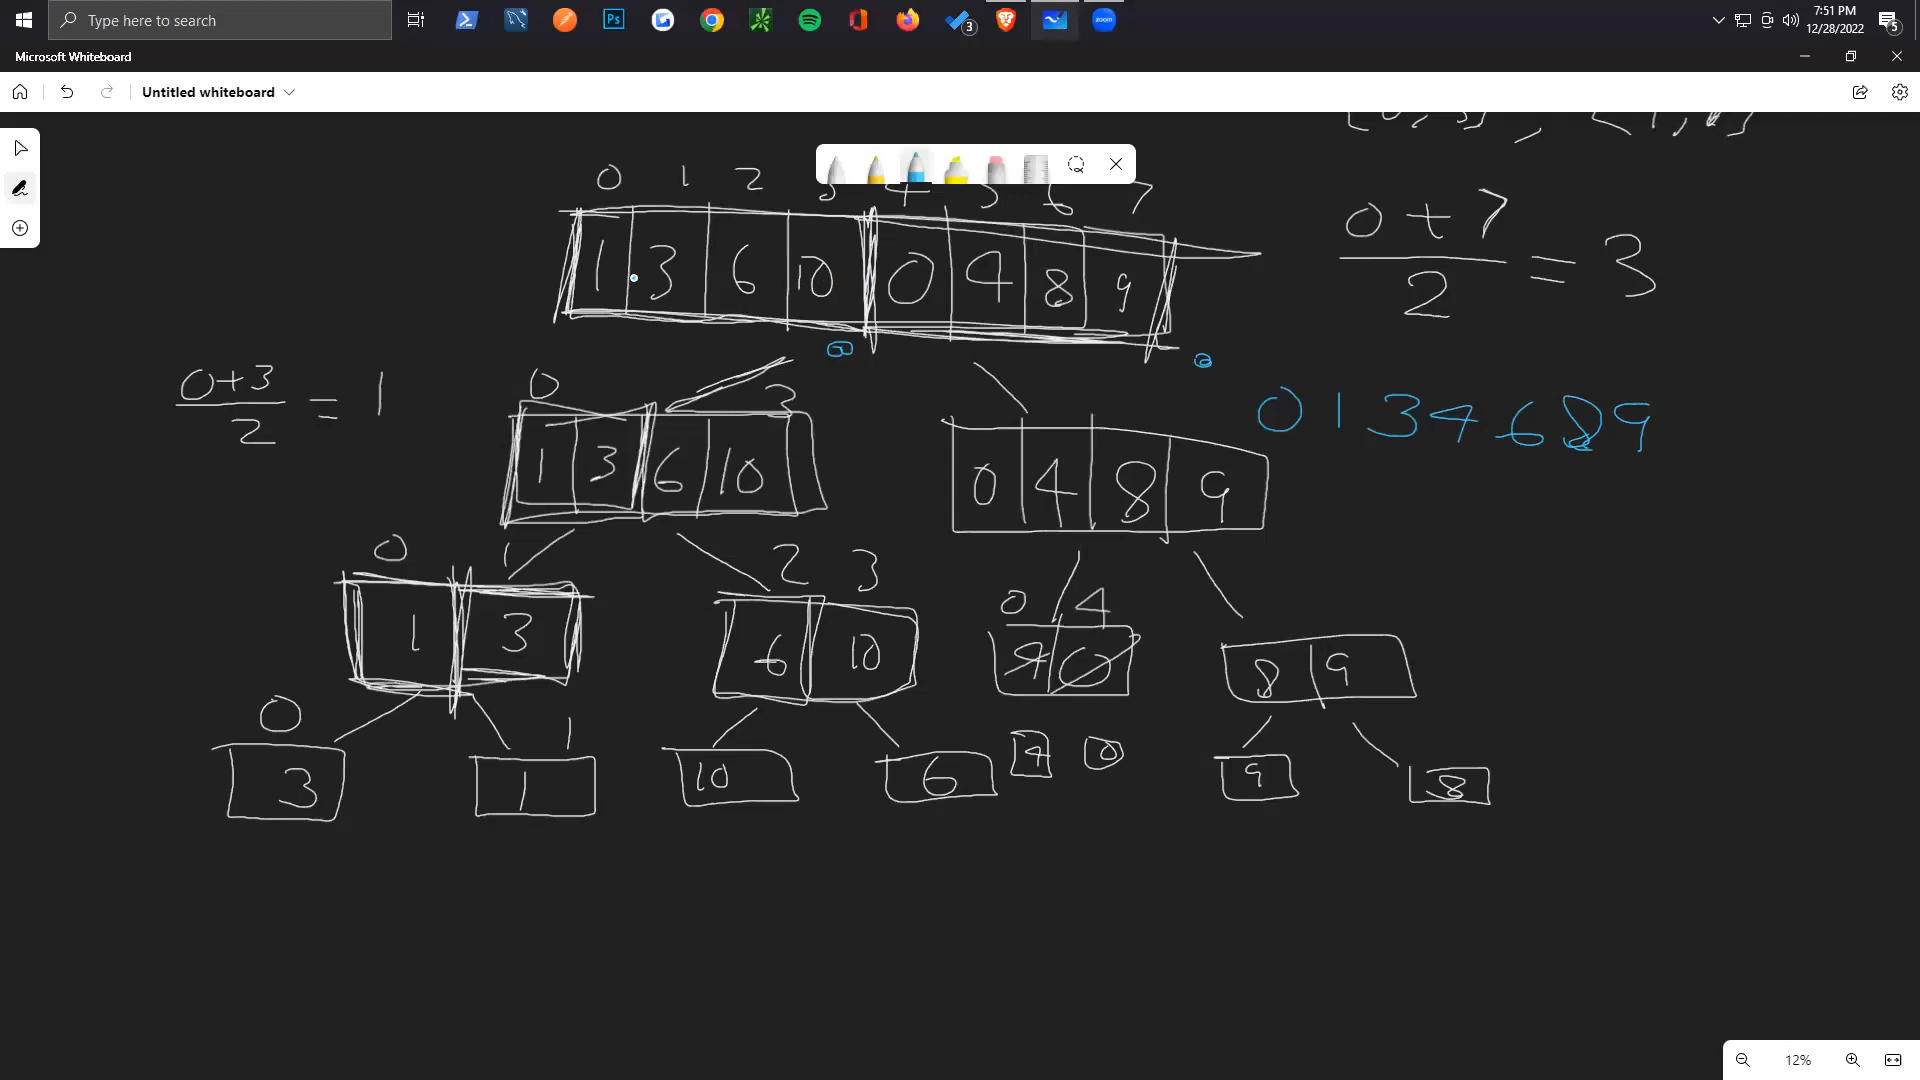 Type here to search
3
7:51 PM
12/28/2022
5
Microsoft Whiteboard
Untitled whiteboard
0 1 2 3 4 5 6 7
1 3 6 10 0 4 8 9
0 + 7
2
= 3
0+3
2
= 1
0 3
1 3 6 10
0 4 8 9
0 1 3 4 6 8 9
0 1
1 3
2 3
6 10
0 4
4 0
8 9
0
3
1
1
10
6
4 0
9
8
12%